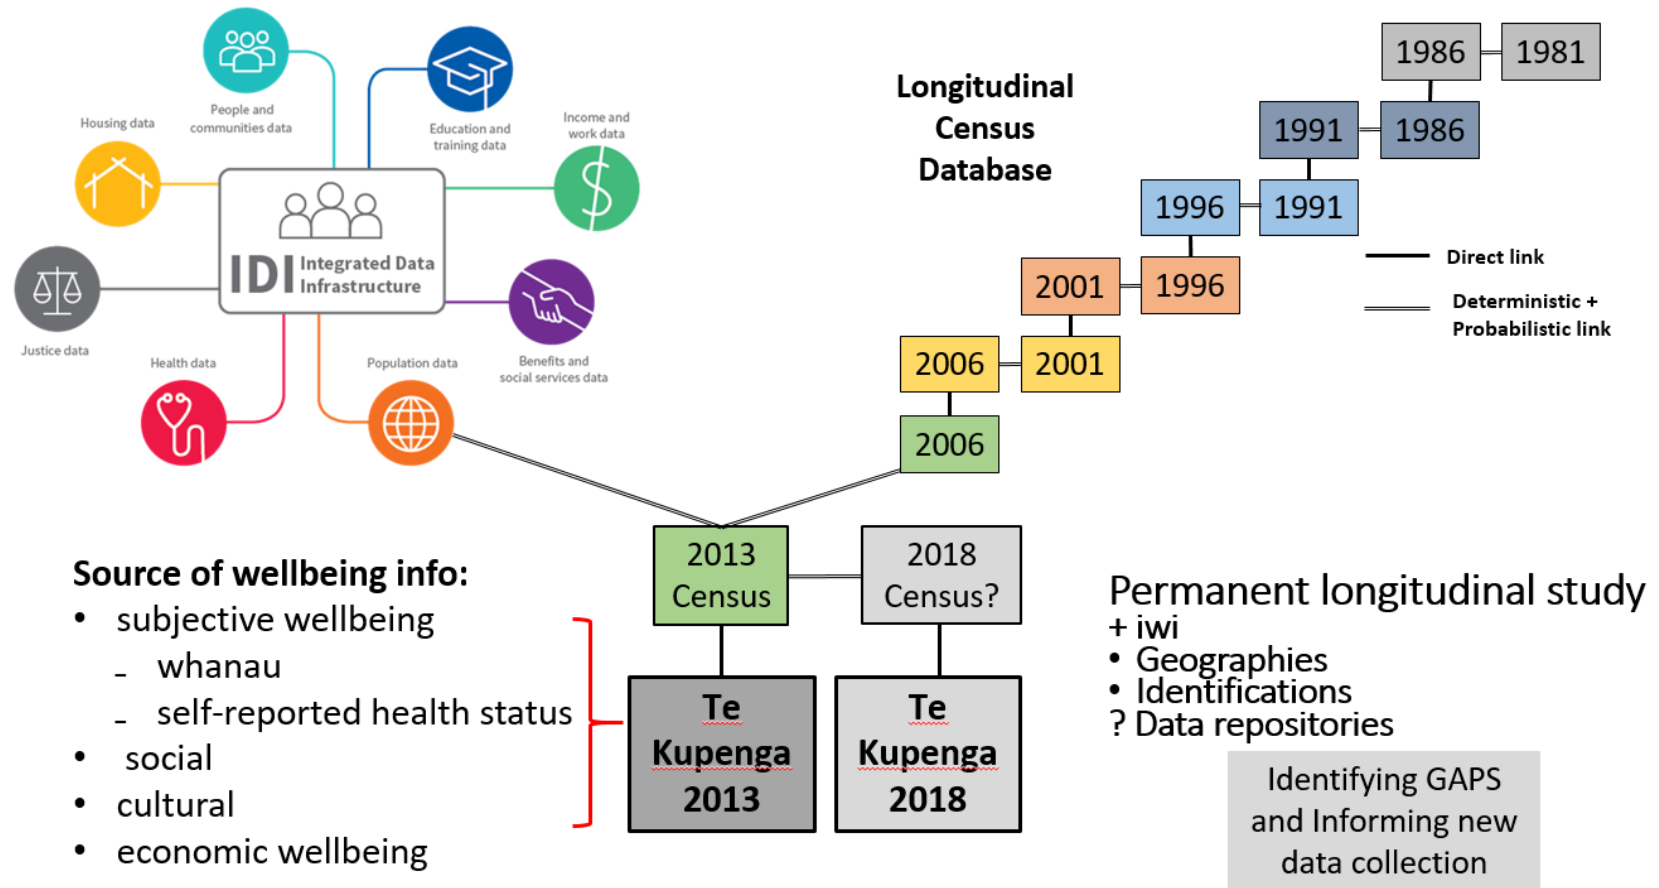 People and
communities data
Education and
training data
Housing data
Income and
work data
IDI Integrated Data
Infrastructure
Justice data
Health data
Population data
Benefits and
social services data
Longitudinal
Census
Database
1986
1981
1991
1986
1996
1991
2001
1996
2006
2001
2006
Direct link
Deterministic +
Probabilistic link
2013
Census
2018
Census?
Te
Kupenga
2013
Te
Kupenga
2018
Source of wellbeing info:
• subjective wellbeing
- whanau
- self-reported health status
• social
• cultural
• economic wellbeing
Permanent longitudinal study
+ iwi
• Geographies
• Identifications
? Data repositories
Identifying GAPS
and Informing new
data collection